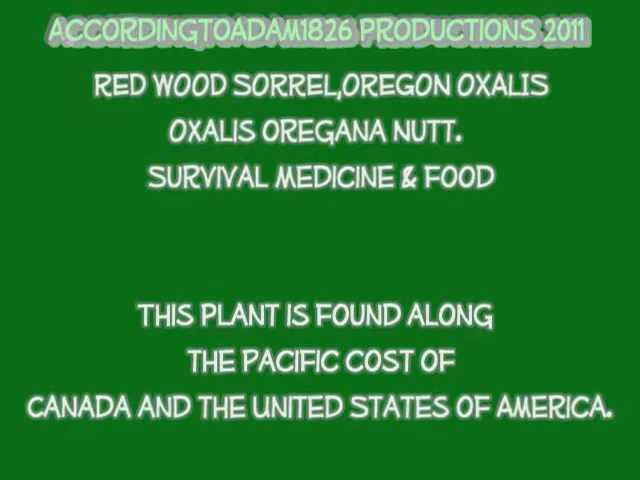 ACCORDINGTOADAM1826 PRODUCTIONS 2011
RED WOOD SORREL,OREGON OXALIS
OXALIS OREGANA NUTT.
SURVIVAL MEDICINE & FOOD
THIS PLANT IS FOUND ALONG
THE PACIFIC COST OF
CANADA AND THE UNITED STATES OF AMERICA.